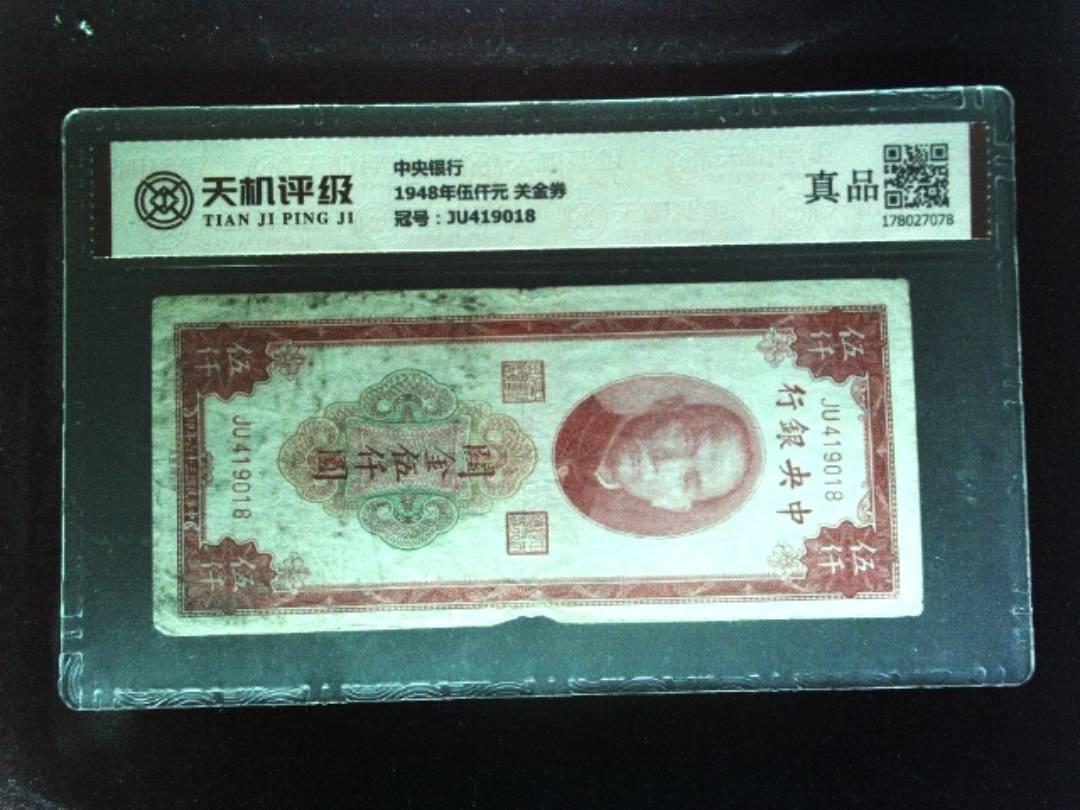 天机评级
TIAN JI PING JI
中央银行
1948年伍仟元 关金券
冠号：JU419018
真品
178027078
伍仟
伍仟
中央銀行
JU419018
關金伍仟圓
JU419018
伍仟
伍仟